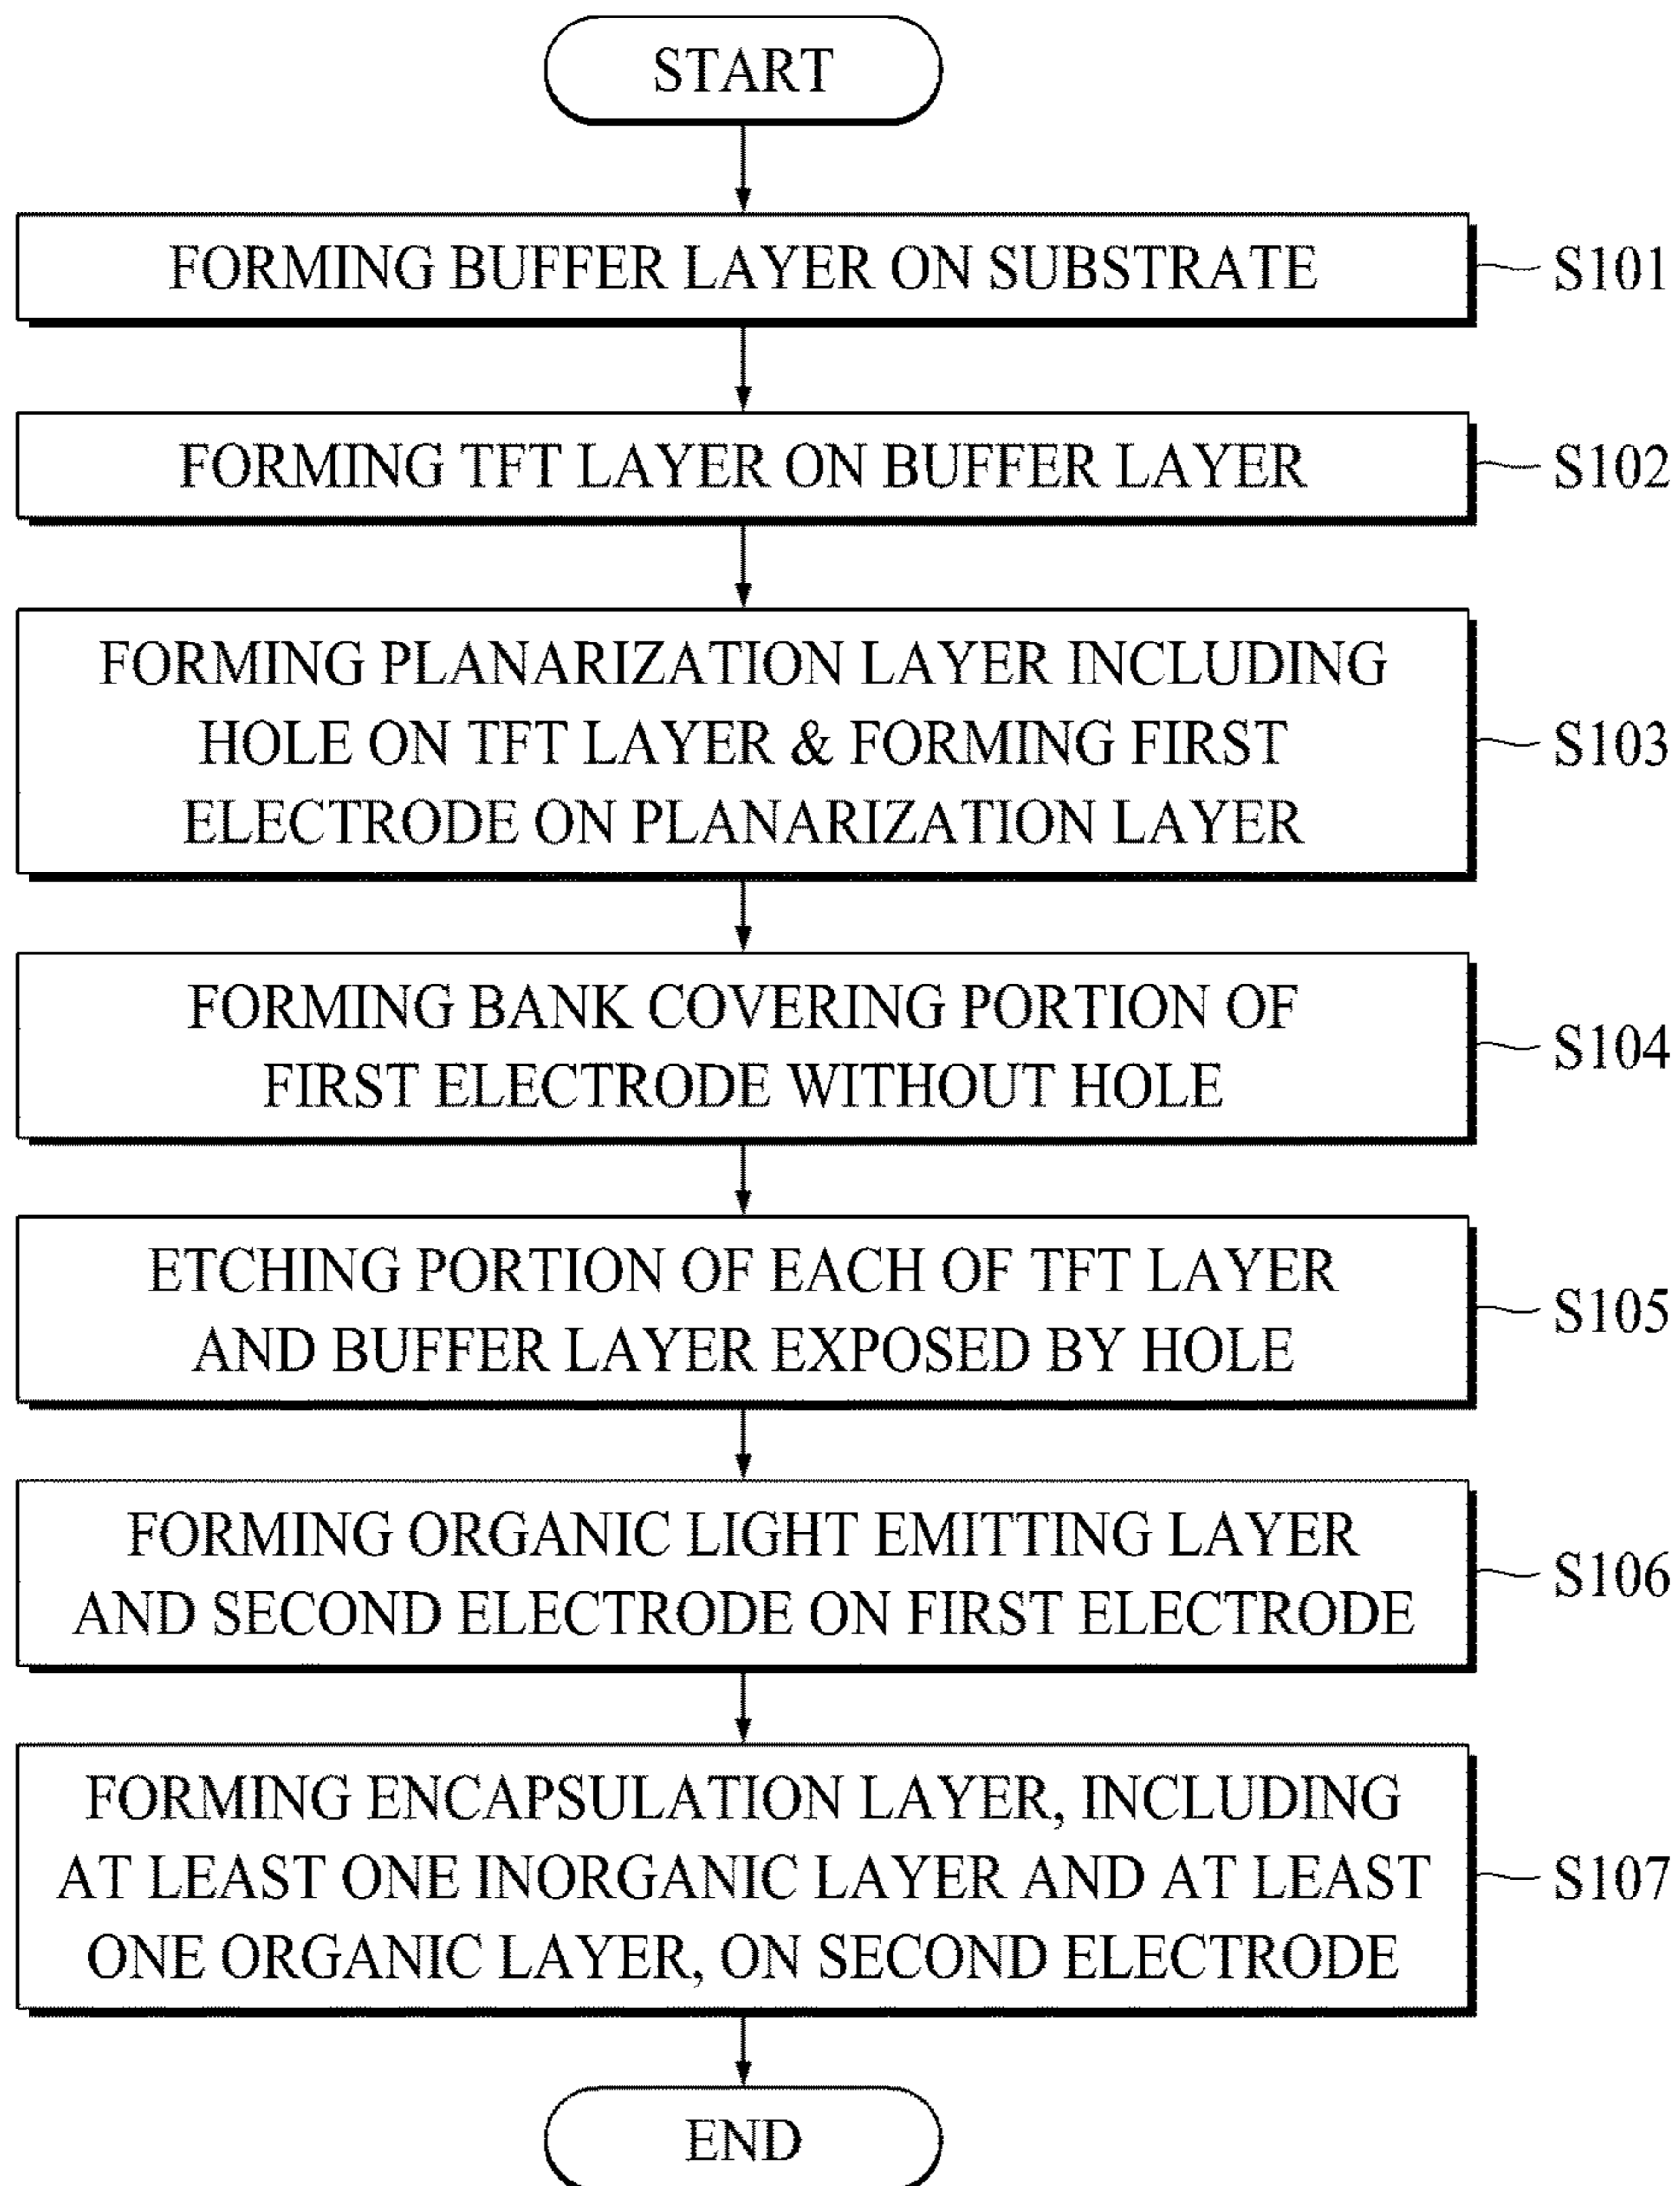 START
FORMING BUFFER LAYER ON SUBSTRATE
S101
FORMING TFT LAYER ON BUFFER LAYER
S102
FORMING PLANARIZATION LAYER INCLUDING
HOLE ON TFT LAYER & FORMING FIRST
ELECTRODE ON PLANARIZATION LAYER
S103
FORMING BANK COVERING PORTION OF
FIRST ELECTRODE WITHOUT HOLE
S104
ETCHING PORTION OF EACH OF TFT LAYER
AND BUFFER LAYER EXPOSED BY HOLE
S105
FORMING ORGANIC LIGHT EMITTING LAYER
AND SECOND ELECTRODE ON FIRST ELECTRODE
S106
FORMING ENCAPSULATION LAYER, INCLUDING
AT LEAST ONE INORGANIC LAYER AND AT LEAST
ONE ORGANIC LAYER, ON SECOND ELECTRODE
S107
END